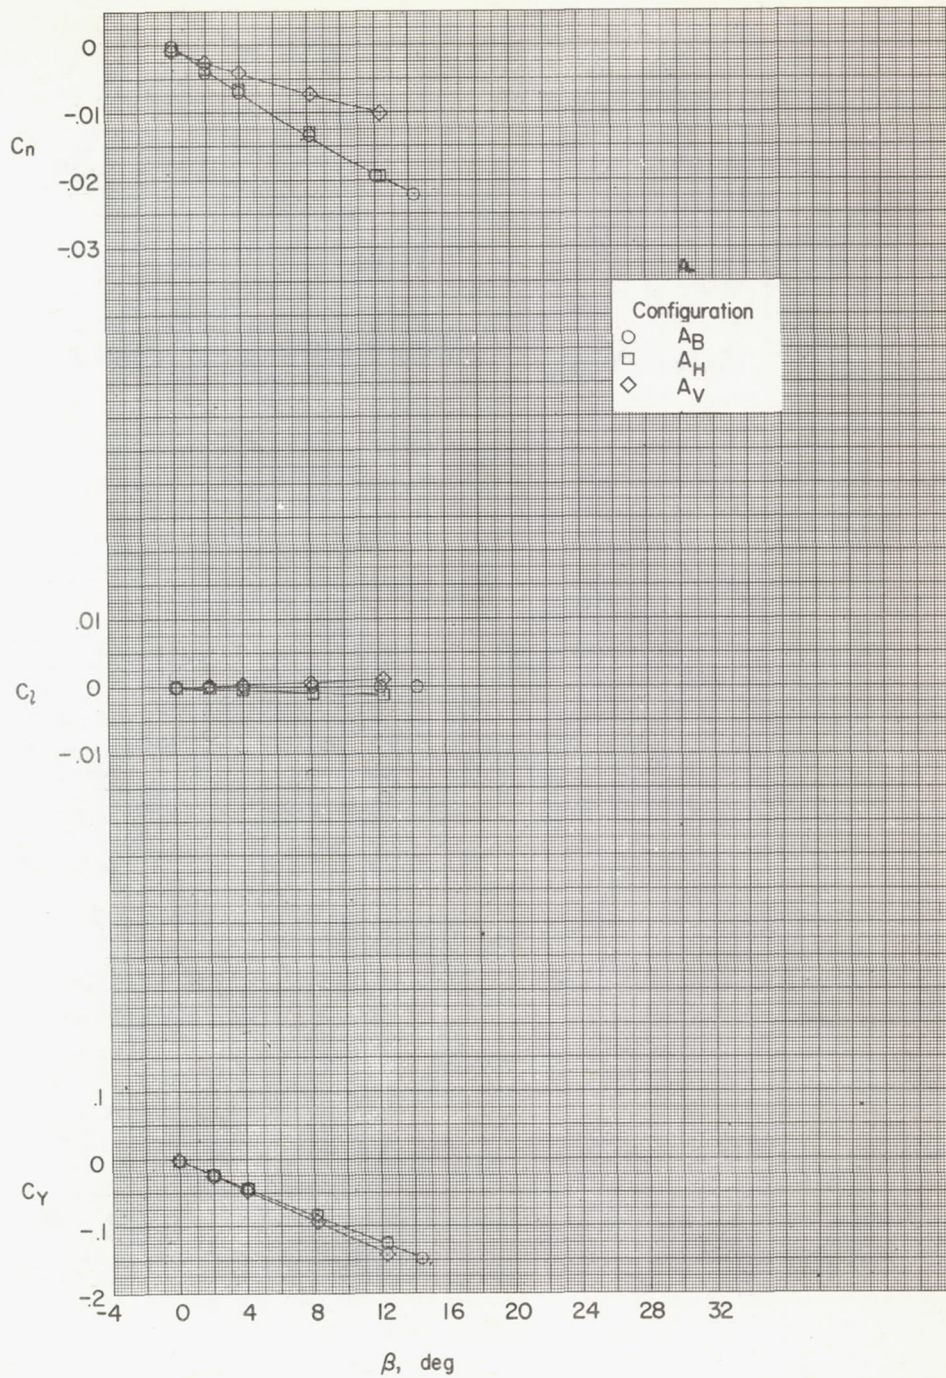 0
-.01
Cn
-.02
-.03
A
Configuration
○ AB
□ AH
◇ AV
.01
Cl 0
-.01
.1
0
CY
-.1
-.2
-4 0 4 8 12 16 20 24 28 32
β, deg